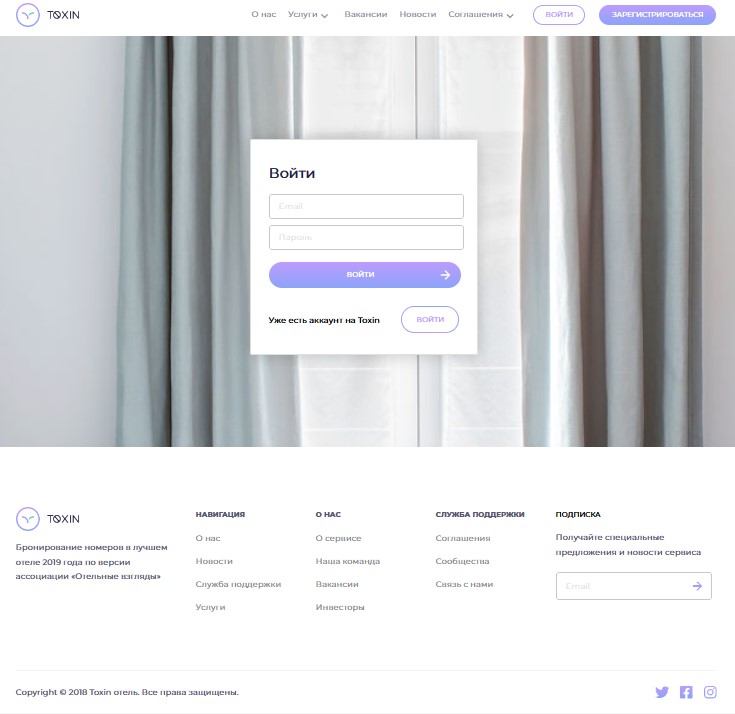 TOXIN
О нас Услуги Вакансии Новости Соглашения ВОЙТИ ЗАРЕГИСТРИРОВАТЬСЯ
Войти
Email
Пароль
ВОЙТИ
Уже есть аккаунт на Toxin ВОЙТИ
TOXIN
Бронирование номеров в лучшем
отеле 2019 года по версии
ассоциации «Отельные взгляды»
НАВИГАЦИЯ
О нас
Новости
Служба поддержки
Услуги
О НАС
О сервисе
Наша команда
Вакансии
Инвесторы
СЛУЖБА ПОДДЕРЖКИ
Соглашения
Сообщества
Связь с нами
ПОДПИСКА
Получайте специальные
предложения и новости сервиса
Email
Copyright © 2018 Toxin отель. Все права защищены.